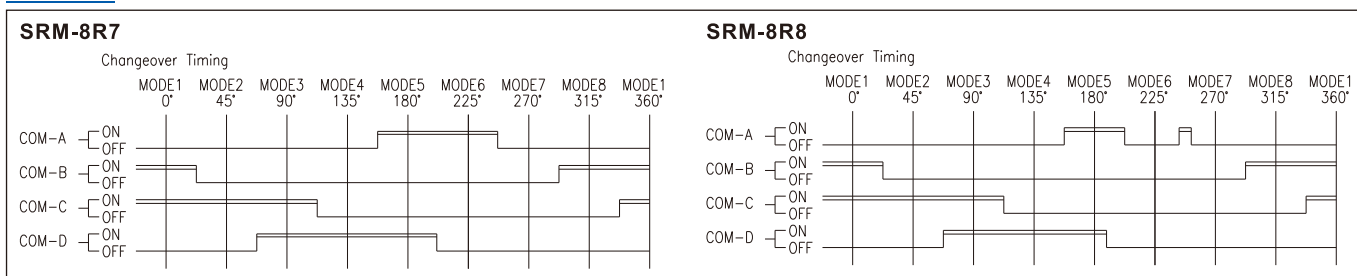 SRM-8R7
Changeover Timing
MODE1 MODE2 MODE3 MODE4 MODE5 MODE6 MODE7 MODE8 MODE1
0° 45° 90° 135° 180° 225° 270° 315° 360°
COM-A ON
OFF
COM-B ON
OFF
COM-C ON
OFF
COM-D ON
OFF
SRM-8R8
Changeover Timing
MODE1 MODE2 MODE3 MODE4 MODE5 MODE6 MODE7 MODE8 MODE1
0° 45° 90° 135° 180° 225° 270° 315° 360°
COM-A ON
OFF
COM-B ON
OFF
COM-C ON
OFF
COM-D ON
OFF